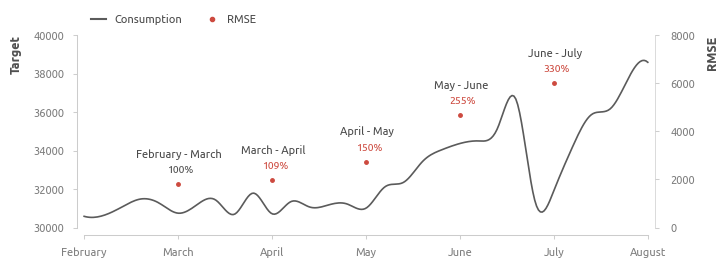 Consumption
RMSE
Target
RMSE
40000
38000
36000
34000
32000
30000
8000
6000
4000
2000
0
February - March
100%
March - April
109%
April - May
150%
May - June
255%
June - July
330%
February
March
April
May
June
July
August